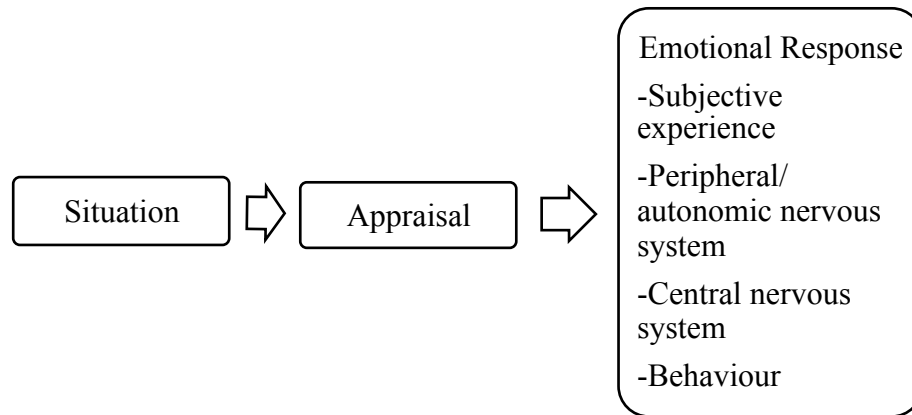 Situation
Appraisal
Emotional Response
-Subjective
experience
-Peripheral/
autonomic nervous
system
-Central nervous
system
-Behaviour